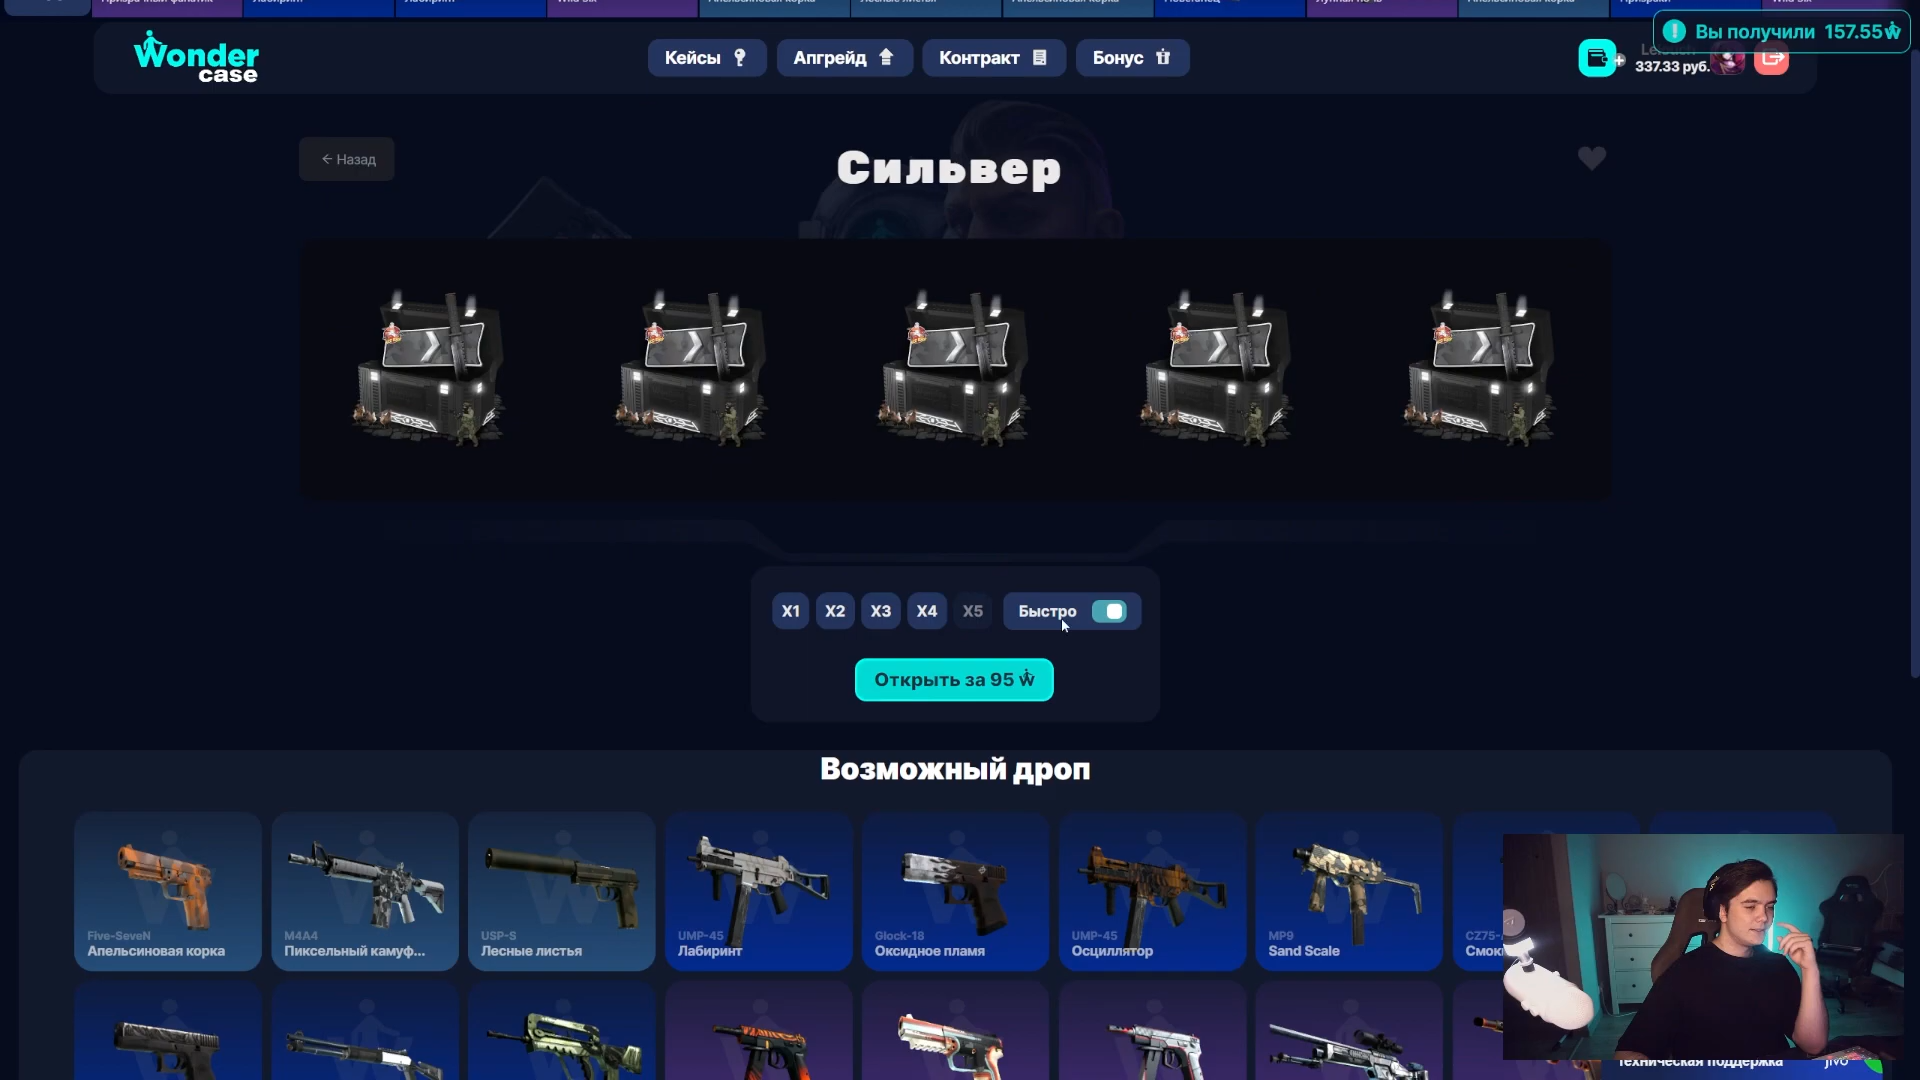 Wonder
case
Кейсы
Апгрейд
Контракт
Бонус
Вы получили 157.55
337.33 руб.
← Назад
Сильвер
X1
X2
X3
X4
X5
Быстро
Открыть за 95
Возможный дроп
Five-SeveN
Апельсиновая корка
M4A4
Пиксельный камуф...
USP-S
Лесные листья
UMP-45
Лабиринт
Glock-18
Оксидное пламя
UMP-45
Осциллятор
MP9
Sand Scale
CZ75-
Техническая поддержка
jivo